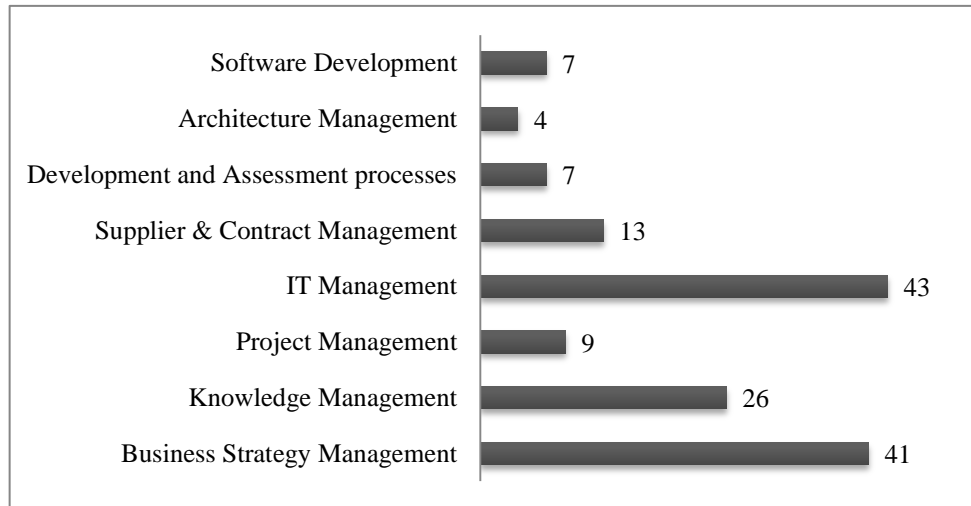 Software Development 7
Architecture Management 4
Development and Assessment processes 7
Supplier & Contract Management 13
IT Management 43
Project Management 9
Knowledge Management 26
Business Strategy Management 41